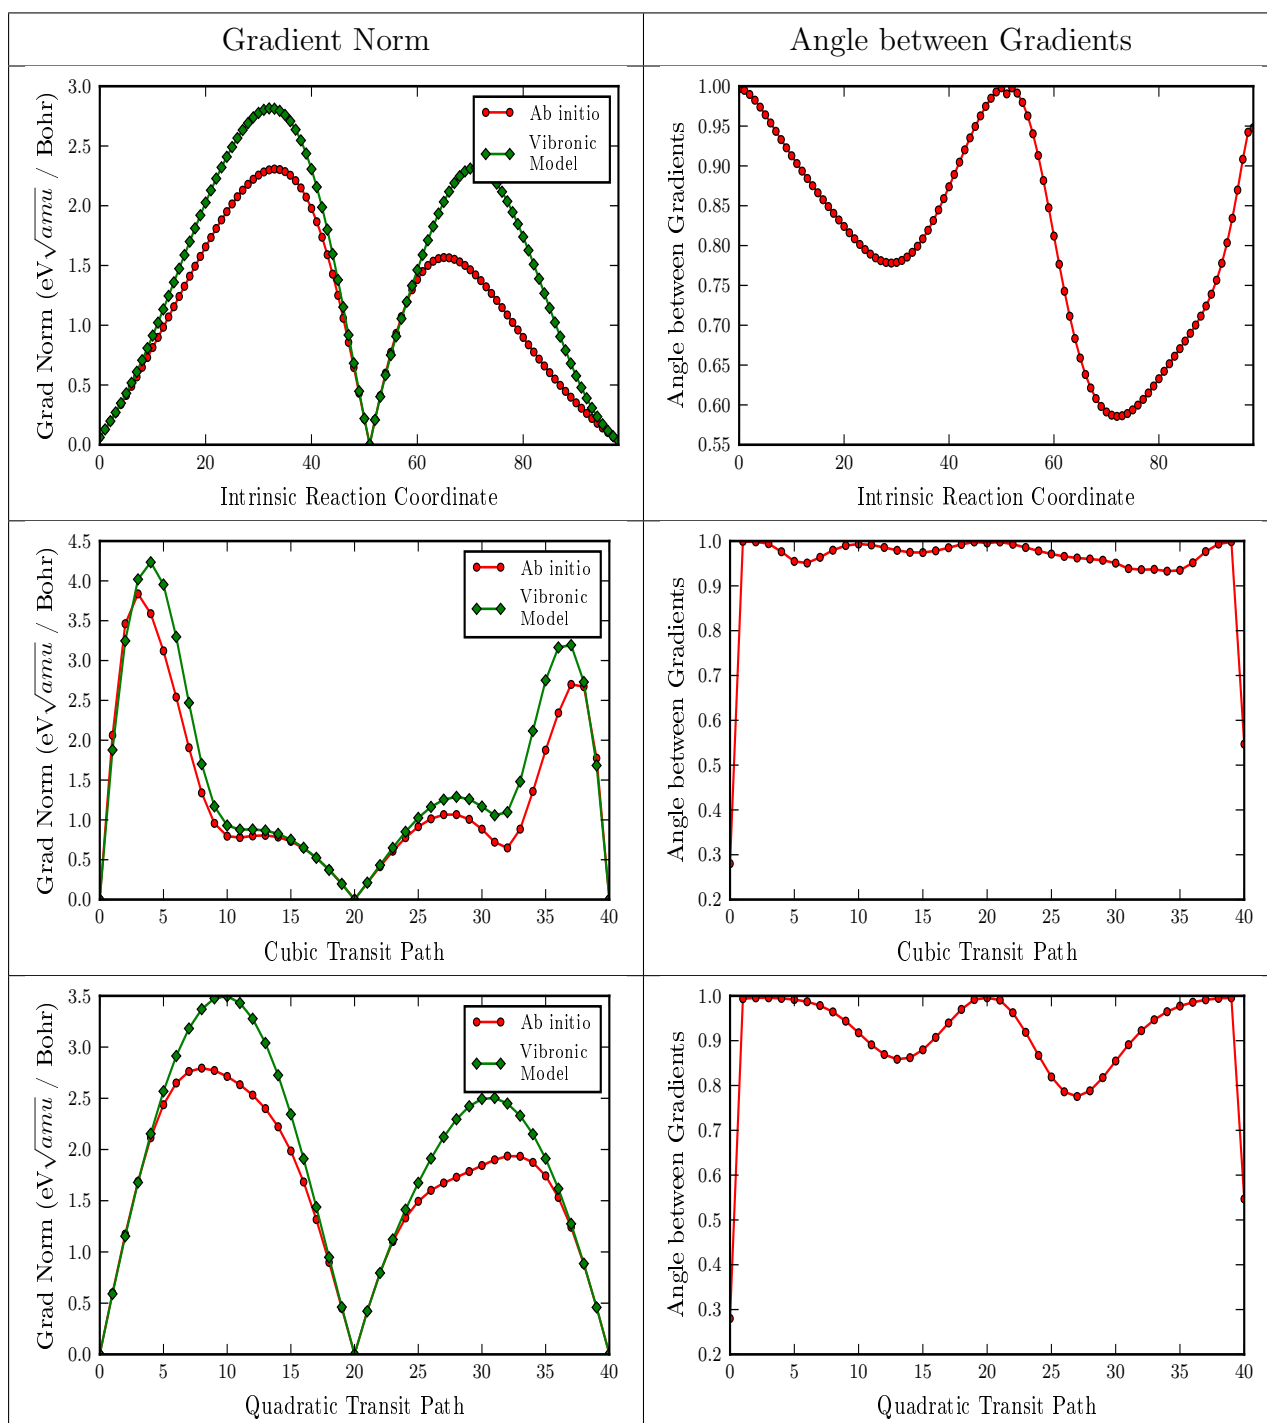 Gradient Norm
Angle between Gradients
Grad Norm (eV√amu / Bohr)
3.0
2.5
2.0
1.5
1.0
0.5
0.0
0 20 40 60 80
Intrinsic Reaction Coordinate
Ab initio
Vibronic
Model
Angle between Gradients
1.00
0.95
0.90
0.85
0.80
0.75
0.70
0.65
0.60
0.55
0 20 40 60 80
Intrinsic Reaction Coordinate
Grad Norm (eV√amu / Bohr)
4.5
4.0
3.5
3.0
2.5
2.0
1.5
1.0
0.5
0.0
0 5 10 15 20 25 30 35 40
Cubic Transit Path
Ab initio
Vibronic
Model
Angle between Gradients
1.0
0.9
0.8
0.7
0.6
0.5
0.4
0.3
0.2
0 5 10 15 20 25 30 35 40
Cubic Transit Path
Grad Norm (eV√amu / Bohr)
3.5
3.0
2.5
2.0
1.5
1.0
0.5
0.0
0 5 10 15 20 25 30 35 40
Quadratic Transit Path
Ab initio
Vibronic
Model
Angle between Gradients
1.0
0.9
0.8
0.7
0.6
0.5
0.4
0.3
0.2
0 5 10 15 20 25 30 35 40
Quadratic Transit Path